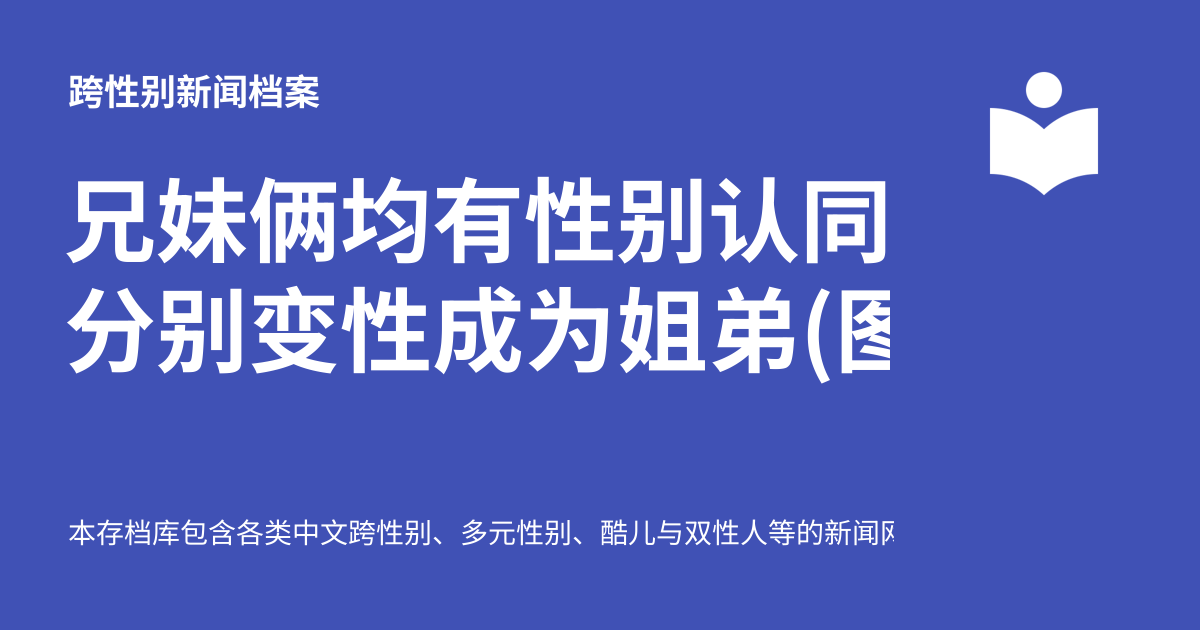 跨性别新闻档案
兄妹俩均有性别认同
分别变性成为姐弟(图
本存档库包含各类中文跨性别、多元性别、酷儿与双性人等的新闻网